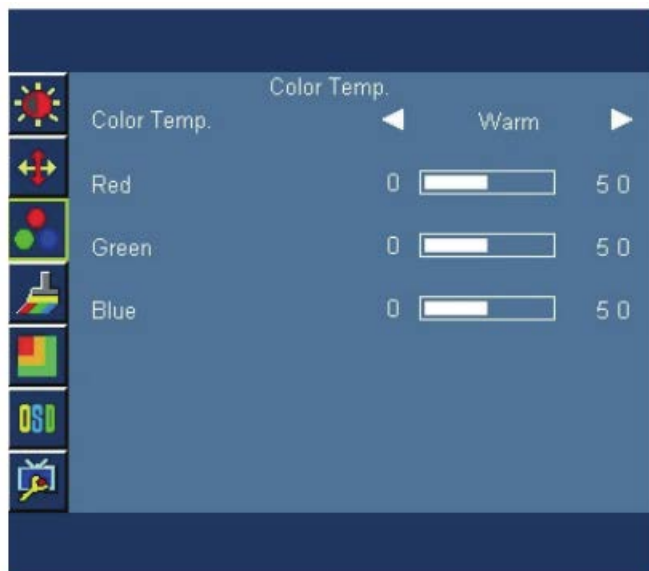 Color Temp.
Color Temp. Warm
Red 0 50
Green 0 50
Blue 0 50
OSD